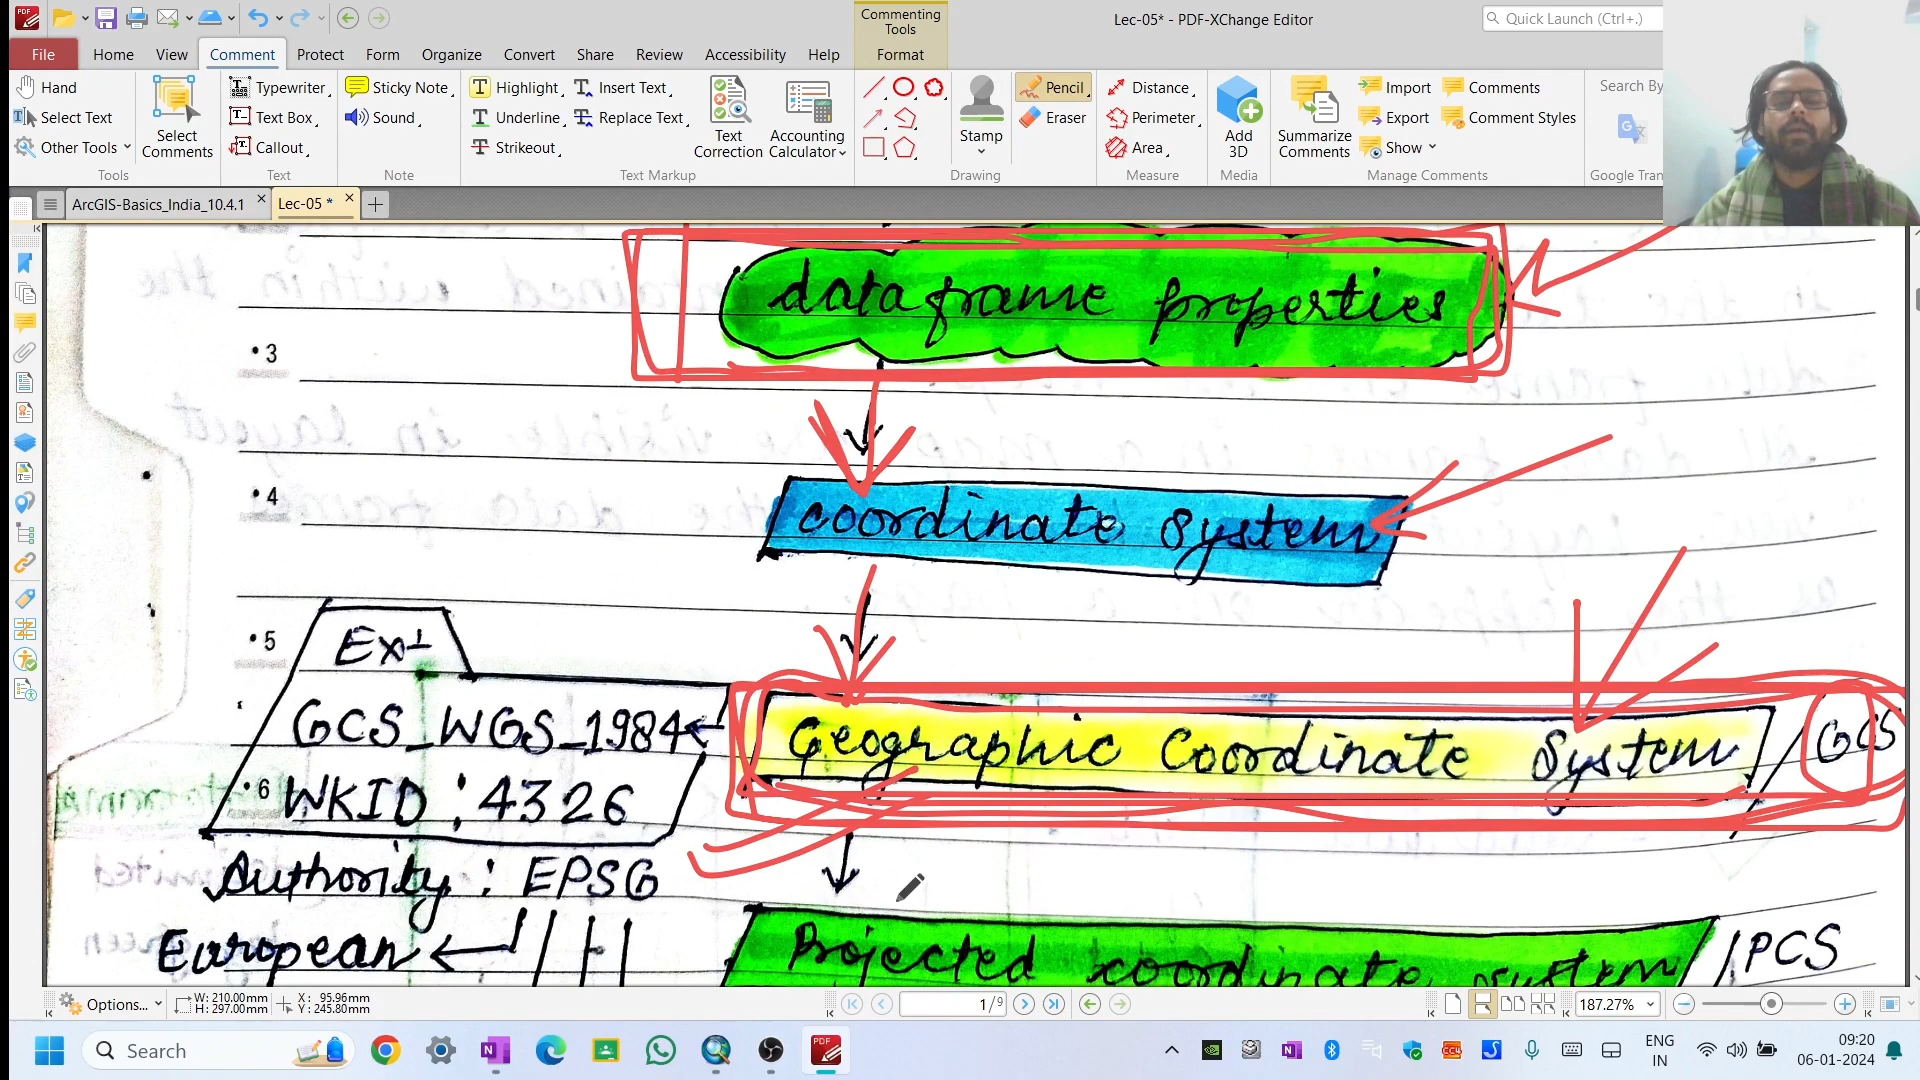 Commenting Tools
Lec-05* - PDF-XChange Editor
Quick Launch (Ctrl+.)
File Home View Comment Protect Form Organize Convert Share Review Accessibility Help Format
Hand
Select Text
Other Tools
Tools
Select Comments
Typewriter
Text Box
Callout
Text
Sticky Note
Sound
Note
Highlight
Underline
Strikeout
Insert Text
Replace Text
Text Correction
Accounting Calculator
Text Markup
Stamp
Pencil
Eraser
Drawing
Distance
Perimeter
Area
Measure
Add 3D
Media
Summarize Comments
Import
Export
Show
Comments
Comment Styles
Manage Comments
Search By
Google Tran
ArcGIS-Basics_India_10.4.1
Lec-05 *
dataframe properties
• 3
• 4
coordinate System
• 5
Ex1
GCS_WGS_1984
Geographic Coordinate System / GCS
• 6
WKID : 4326
Authority : EPSG
European
Projected coordinate system / PCS
Options...
W: 210.00mm
H: 297.00mm
X: 95.96mm
Y: 245.80mm
1/9
187.27%
Search
ENG
IN
09:20
06-01-2024